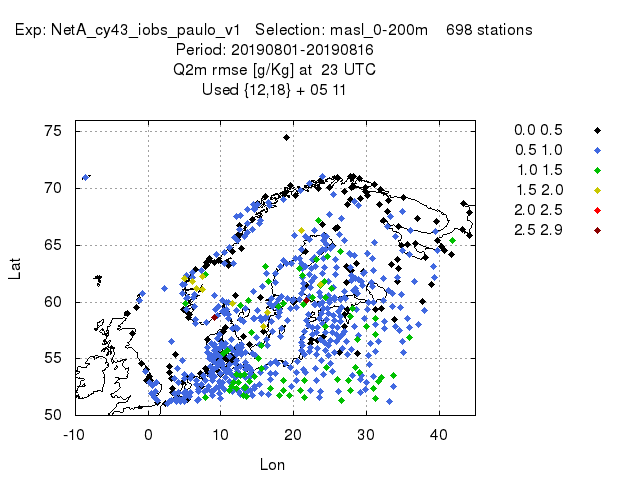 Exp: NetA_cy43_iobs_paulo_v1   Selection: masl_0-200m    698 stations
Period: 20190801-20190816
Q2m rmse [g/Kg] at  23 UTC
Used {12,18} + 05 11
75
70
65
60
55
50
Lat
-10 0 10 20 30 40
Lon
0.0 0.5
0.5 1.0
1.0 1.5
1.5 2.0
2.0 2.5
2.5 2.9